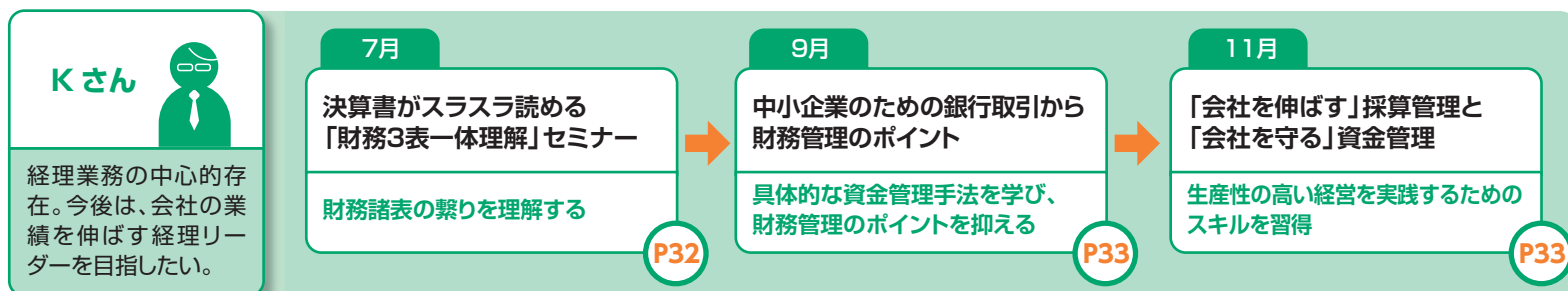 Kさん
経理業務の中心的存
在。今後は、会社の業
績を伸ばす経理リー
ダーを目指したい。
7月
決算書がスラスラ読める
「財務3表一体理解」セミナー
財務諸表の繋りを理解する
P32
9月
中小企業のための銀行取引から
財務管理のポイント
具体的な資金管理手法を学び、
財務管理のポイントを抑える
P33
11月
「会社を伸ばす」採算管理と
「会社を守る」資金管理
生産性の高い経営を実践するための
スキルを習得
P33